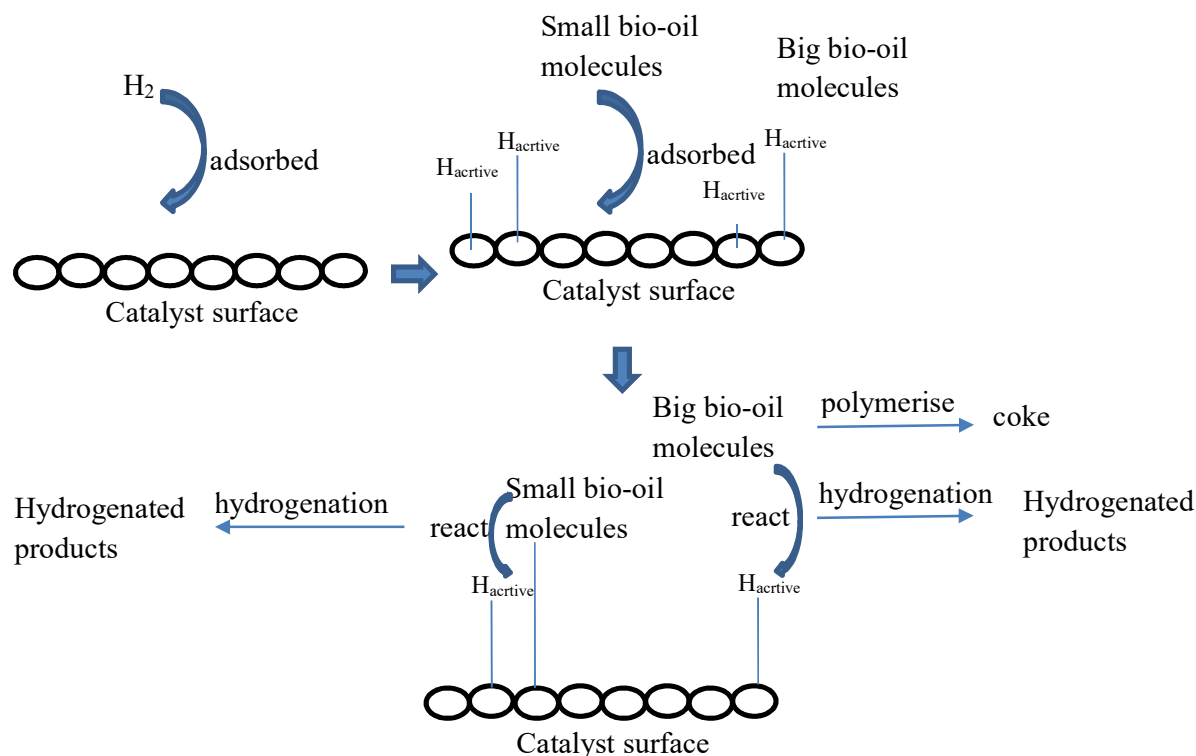 H₂
adsorbed
Catalyst surface
Small bio-oil
molecules
Big bio-oil
molecules
Hacrtive
Hacrtive
adsorbed
Hacrtive
Hacrtive
Catalyst surface
Big bio-oil
molecules
polymerise
coke
Hydrogenated
products
hydrogenation
react
Small bio-oil
molecules
react
hydrogenation
Hydrogenated
products
Hacrtive
Hacrtive
Catalyst surface